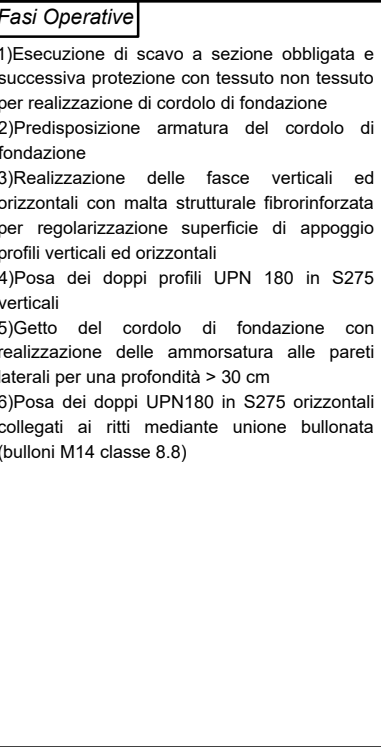 Fasi Operative
1)Esecuzione di scavo a sezione obbligata e
successiva protezione con tessuto non tessuto
per realizzazione di cordolo di fondazione
2)Predisposizione armatura del cordolo di
fondazione
3)Realizzazione delle fasce verticali ed
orizzontali con malta strutturale fibrorinforzata
per regolarizzazione superficie di appoggio
profili verticali ed orizzontali
4)Posa dei doppi profili UPN 180 in S275
verticali
5)Getto del cordolo di fondazione con
realizzazione delle ammorsatura alle pareti
laterali per una profondità > 30 cm
6)Posa dei doppi UPN180 in S275 orizzontali
collegati ai ritti mediante unione bullonata
(bulloni M14 classe 8.8)